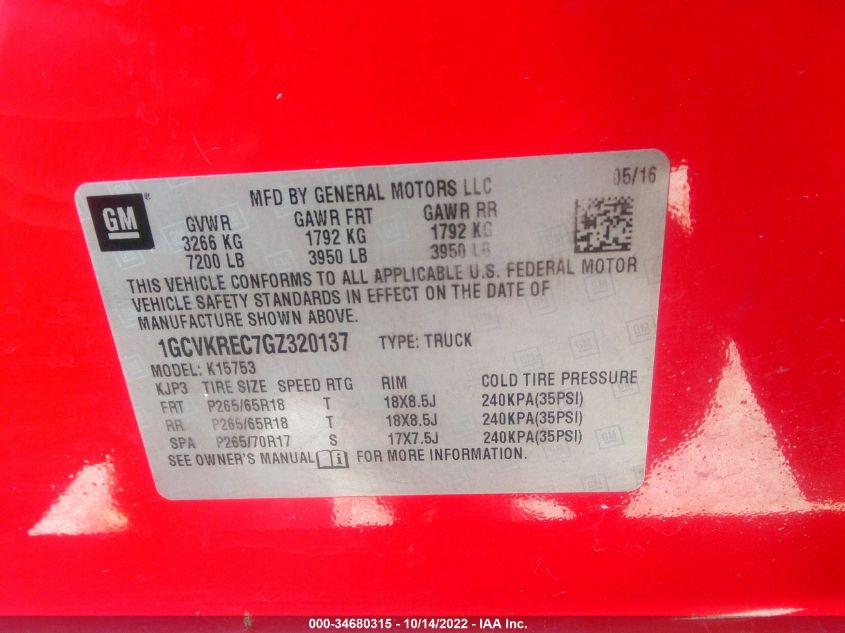 05/16
MFD BY GENERAL MOTORS LLC
GM
GVWR GAWR FRT GAWR RR
3266 KG 1792 KG 1792 KG
7200 LB 3950 LB 3950 LB
THIS VEHICLE CONFORMS TO ALL APPLICABLE U.S. FEDERAL MOTOR
VEHICLE SAFETY STANDARDS IN EFFECT ON THE DATE OF
MANUFACTURE SHOWN ABOVE.
1GCVKREC7GZ320137 TYPE: TRUCK
MODEL: K15753
KJP3 TIRE SIZE SPEED RTG RIM COLD TIRE PRESSURE
FRT P265/65R18 T 18X8.5J 240KPA(35PSI)
RR P265/65R18 T 18X8.5J 240KPA(35PSI)
SPA P265/70R17 S 17X7.5J 240KPA(35PSI)
SEE OWNER'S MANUAL FOR MORE INFORMATION.
000-34680315 - 10/14/2022 - IAA Inc.